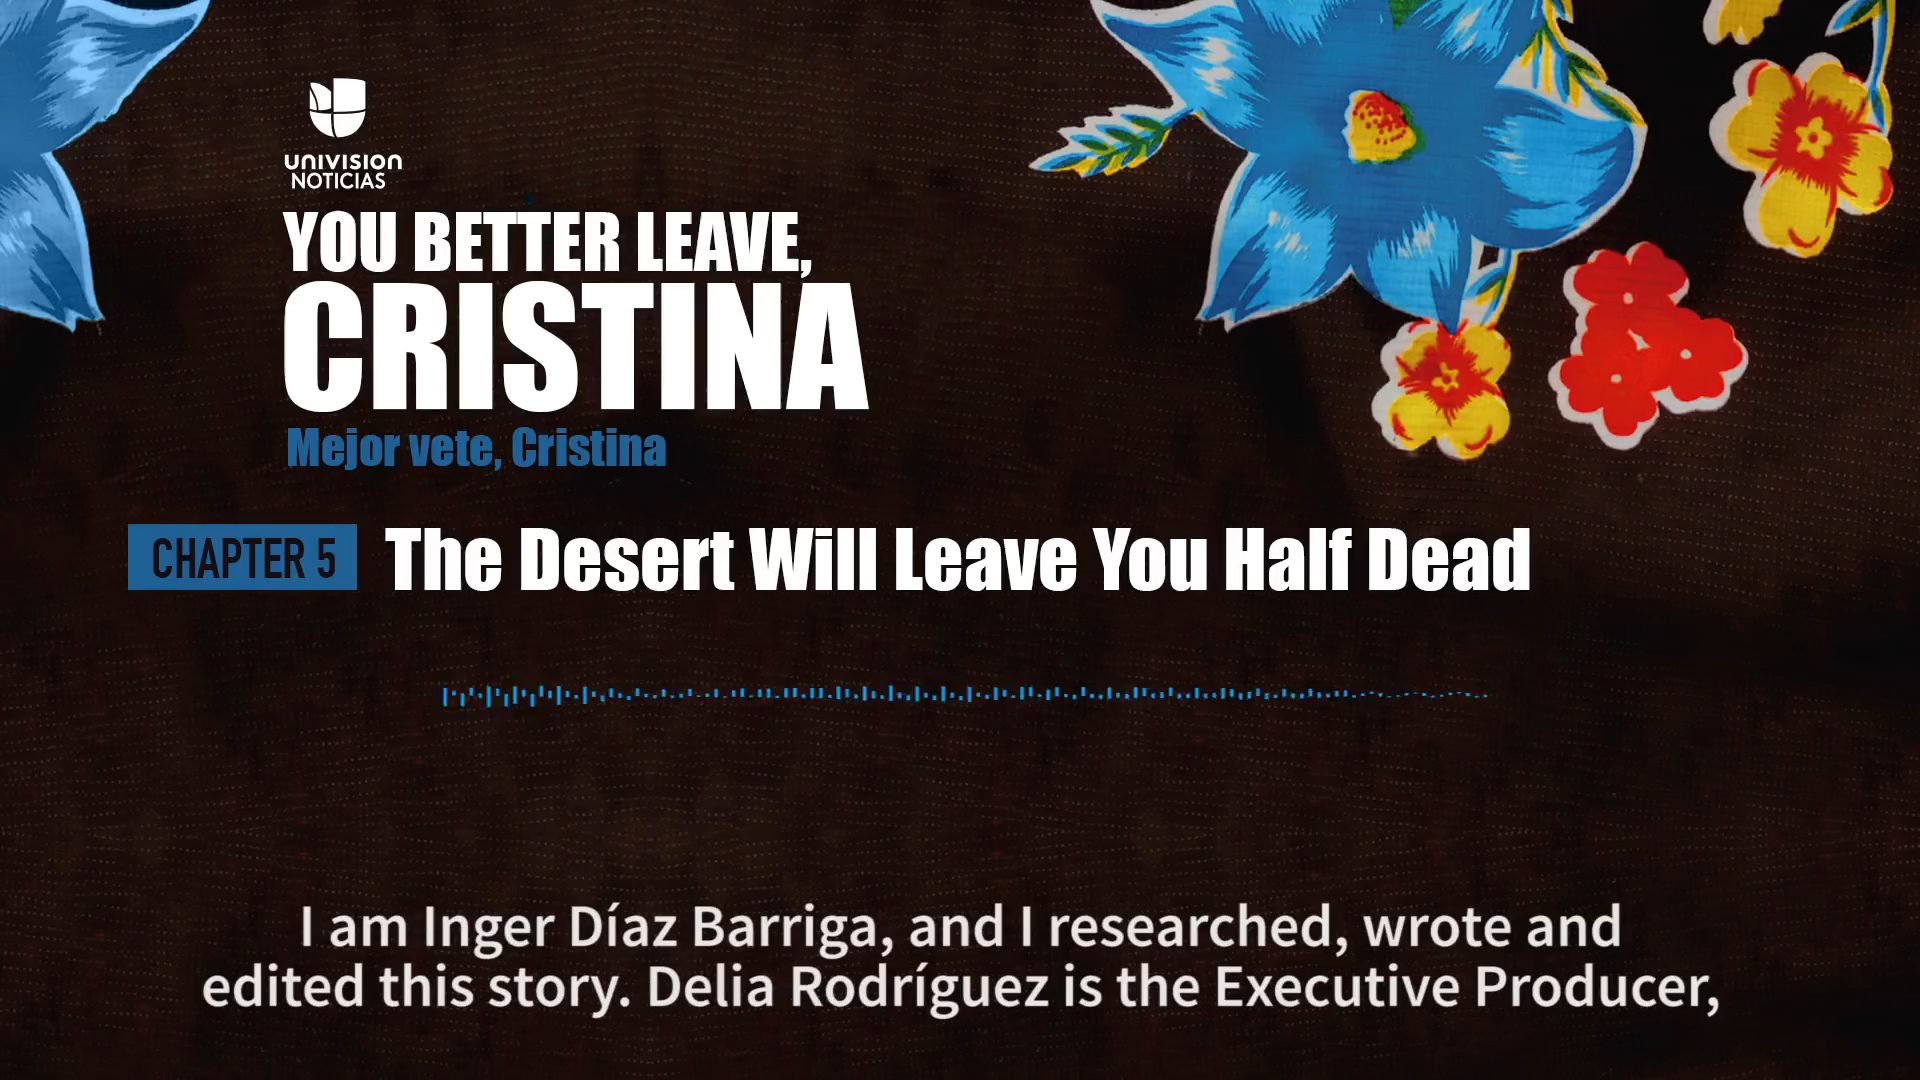 UNIVISION
NOTICIAS
YOU BETTER LEAVE,
CRISTINA
Mejor vete, Cristina
CHAPTER 5 The Desert Will Leave You Half Dead
I am Inger Díaz Barriga, and I researched, wrote and
edited this story. Delia Rodríguez is the Executive Producer,